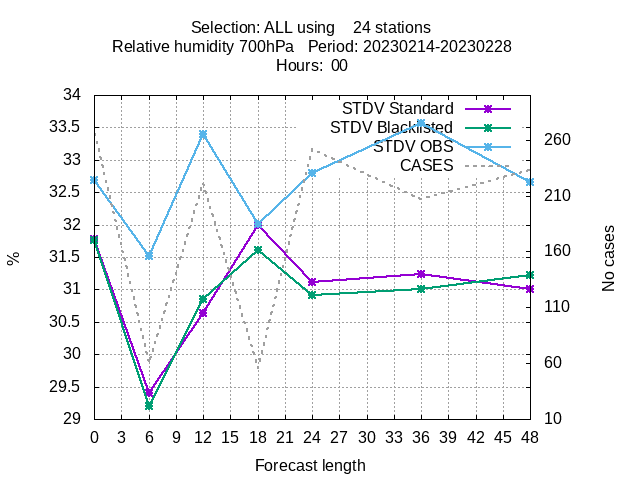 Selection: ALL using    24 stations
Relative humidity 700hPa   Period: 20230214-20230228
Hours:  00
34
33.5
33
32.5
32
31.5
31
30.5
30
29.5
29
%
STDV Standard
STDV Blacklisted
STDV OBS
CASES
260
210
160
110
60
10
No cases
0 3 6 9 12 15 18 21 24 27 30 33 36 39 42 45 48
Forecast length